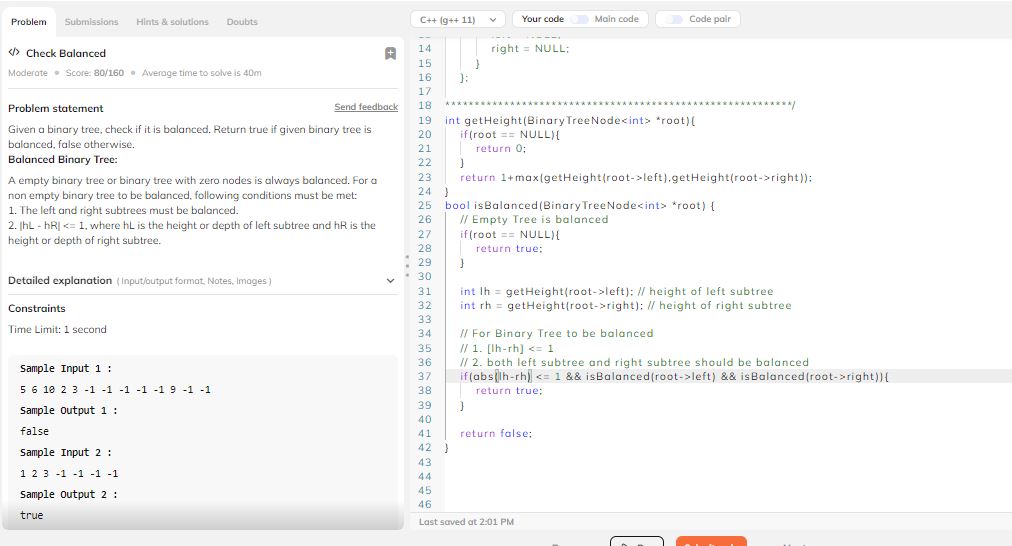 Problem
Submissions
Hints & solutions
Doubts
</> Check Balanced
Moderate • Score: 80/160 • Average time to solve is 40m
Problem statement
Send feedback
Given a binary tree, check if it is balanced. Return true if given binary tree is
balanced, false otherwise.
Balanced Binary Tree:
A empty binary tree or binary tree with zero nodes is always balanced. For a
non empty binary tree to be balanced, following conditions must be met:
1. The left and right subtrees must be balanced.
2. |hL - hR| <= 1, where hL is the height or depth of left subtree and hR is the
height or depth of right subtree.
Detailed explanation ( Input/output format, Notes, Images )
Constraints
Time Limit: 1 second
Sample Input 1 :
5 6 10 2 3 -1 -1 -1 -1 -1 9 -1 -1
Sample Output 1 :
false
Sample Input 2 :
1 2 3 -1 -1 -1 -1
Sample Output 2 :
true
C++ (g++ 11)
Your code
Main code
Code pair
14 right = NULL;
15 }
16 };
17
18 ***********************************************************/
19 int getHeight(BinaryTreeNode<int> *root){
20 if(root == NULL){
21 return 0;
22 }
23 return 1+max(getHeight(root->left),getHeight(root->right));
24 }
25 bool isBalanced(BinaryTreeNode<int> *root) {
26 // Empty Tree is balanced
27 if(root == NULL){
28 return true;
29 }
30
31 int lh = getHeight(root->left); // height of left subtree
32 int rh = getHeight(root->right); // height of right subtree
33
34 // For Binary Tree to be balanced
35 // 1. [lh-rh] <= 1
36 // 2. both left subtree and right subtree should be balanced
37 if(abs(lh-rh) <= 1 && isBalanced(root->left) && isBalanced(root->right)){
38 return true;
39 }
40
41 return false;
42 }
43
44
45
46
Last saved at 2:01 PM